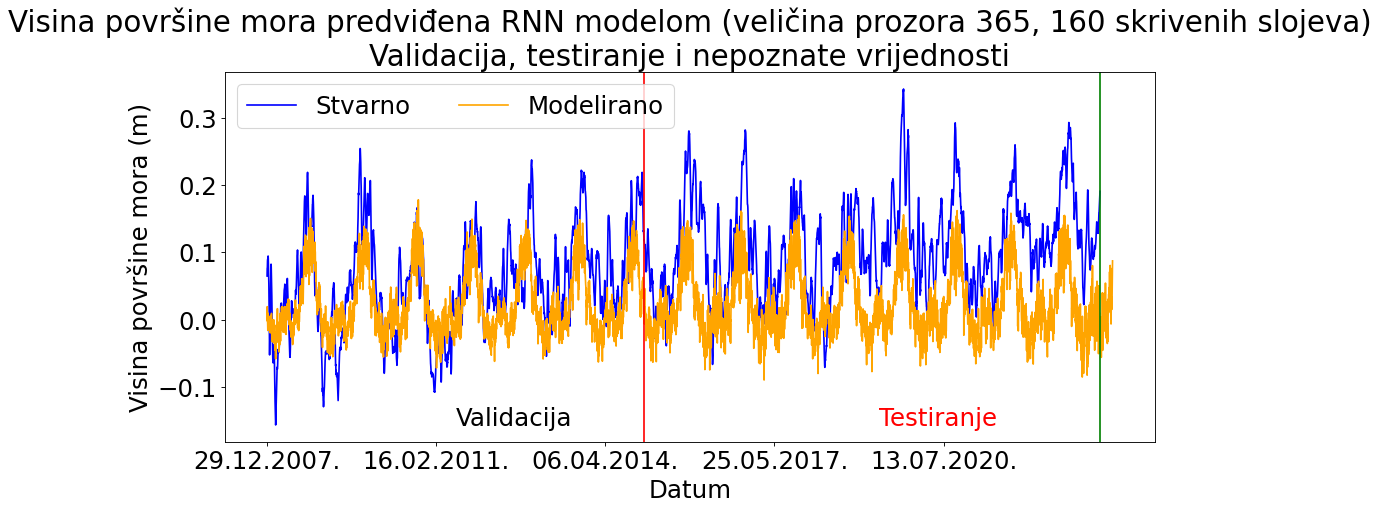 Visina površine mora predviđena RNN modelom (veličina prozora 365, 160 skrivenih slojeva)
Validacija, testiranje i nepoznate vrijednosti
Stvarno Modelirano
Visina površine mora (m)
0.3
0.2
0.1
0.0
−0.1
Validacija Testiranje
29.12.2007. 16.02.2011. 06.04.2014. 25.05.2017. 13.07.2020.
Datum